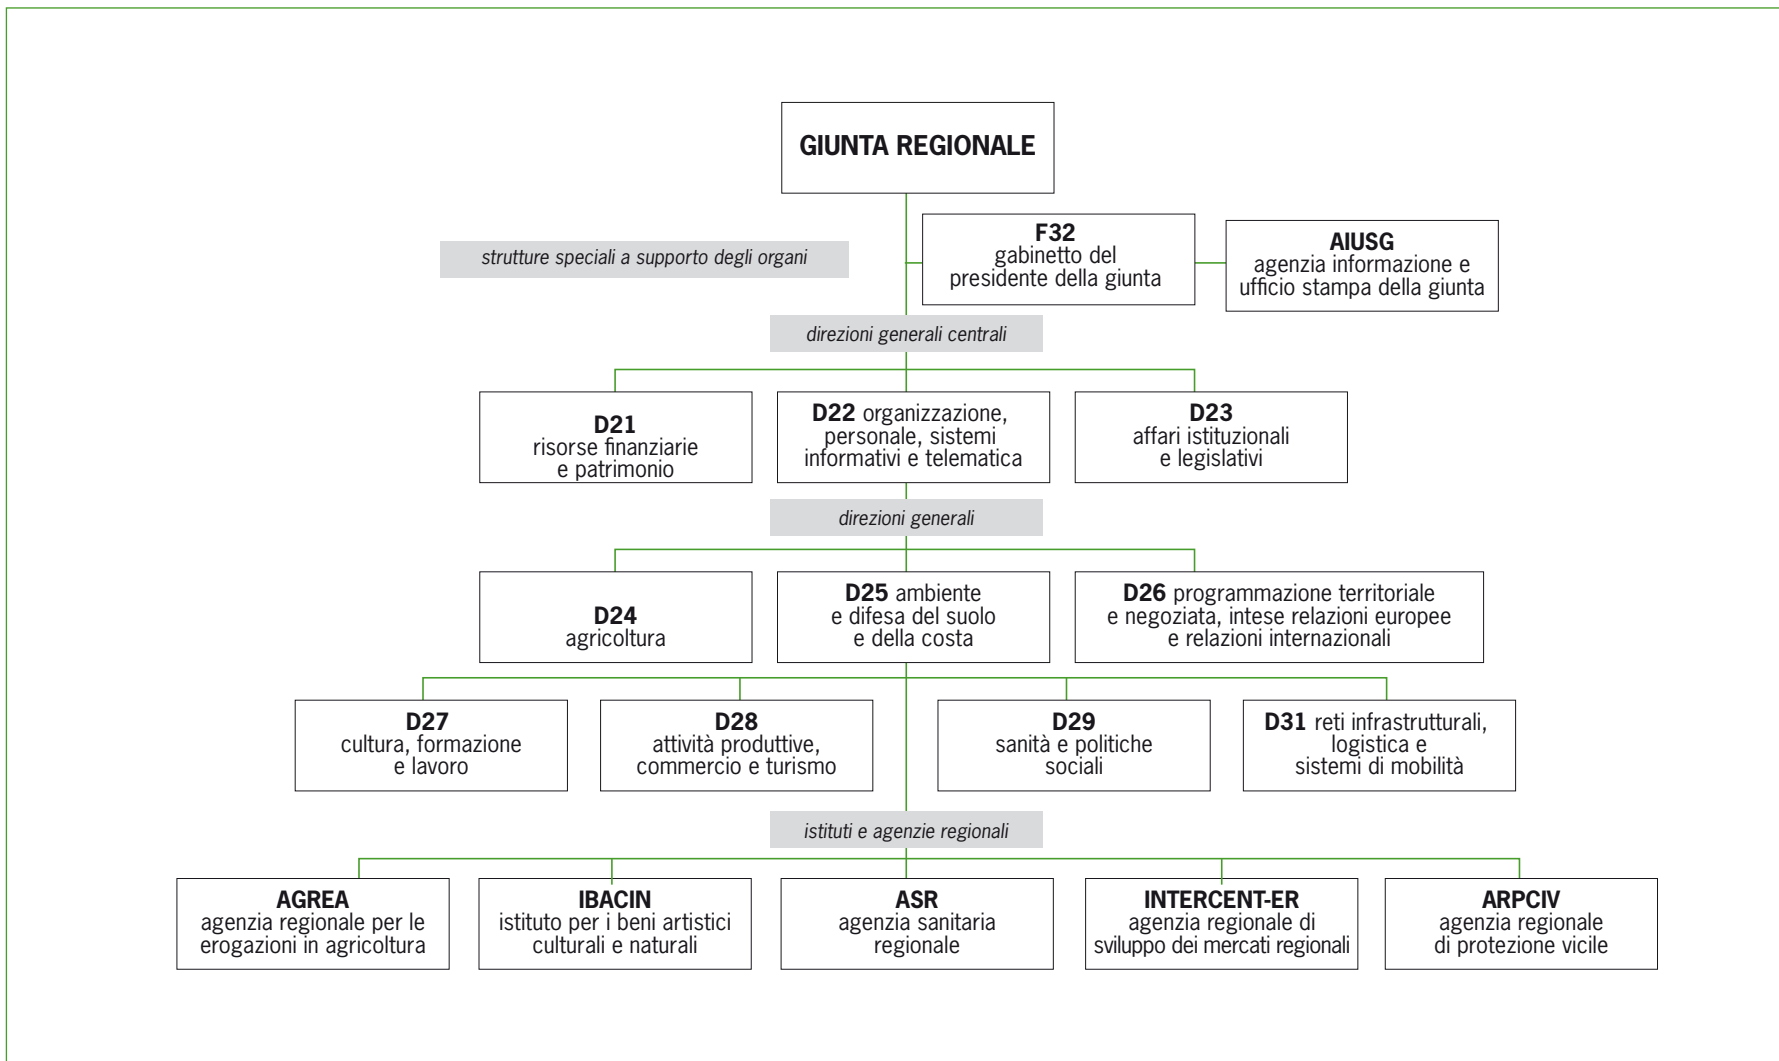 GIUNTA REGIONALE
strutture speciali a supporto degli organi
F32
gabinetto del
presidente della giunta
AIUSG
agenzia informazione e
ufficio stampa della giunta
direzioni generali centrali
D21
risorse finanziarie
e patrimonio
D22 organizzazione,
personale, sistemi
informativi e telematica
D23
affari istituzionali
e legislativi
direzioni generali
D24
agricoltura
D25 ambiente
e difesa del suolo
e della costa
D26 programmazione territoriale
e negoziata, intese relazioni europee
e relazioni internazionali
D27
cultura, formazione
e lavoro
D28
attività produttive,
commercio e turismo
D29
sanità e politiche
sociali
D31 reti infrastrutturali,
logistica e
sistemi di mobilità
istituti e agenzie regionali
AGREA
agenzia regionale per le
erogazioni in agricoltura
IBACIN
istituto per i beni artistici
culturali e naturali
ASR
agenzia sanitaria
regionale
INTERCENT-ER
agenzia regionale di
sviluppo dei mercati regionali
ARPCIV
agenzia regionale
di protezione vicile